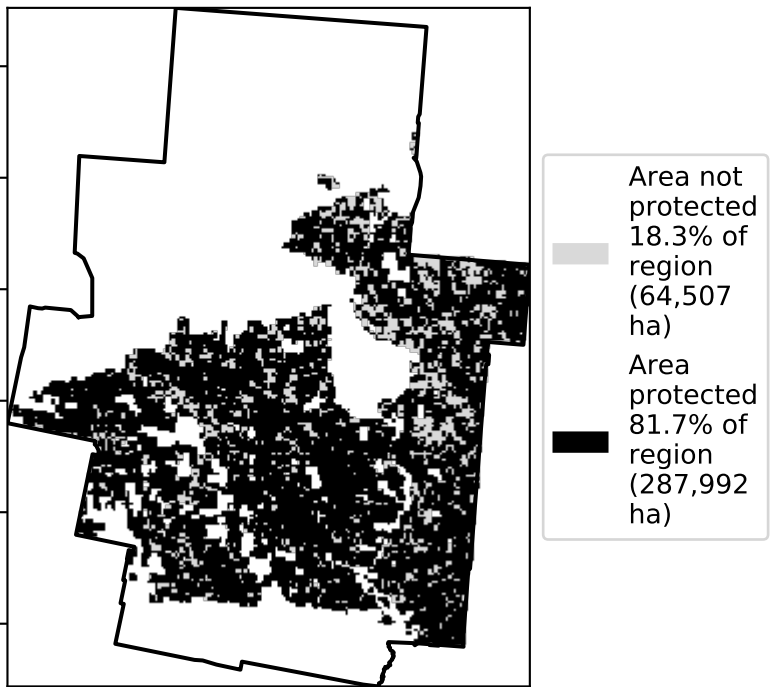 Area not
protected
18.3% of
region
(64,507
ha)
Area
protected
81.7% of
region
(287,992
ha)